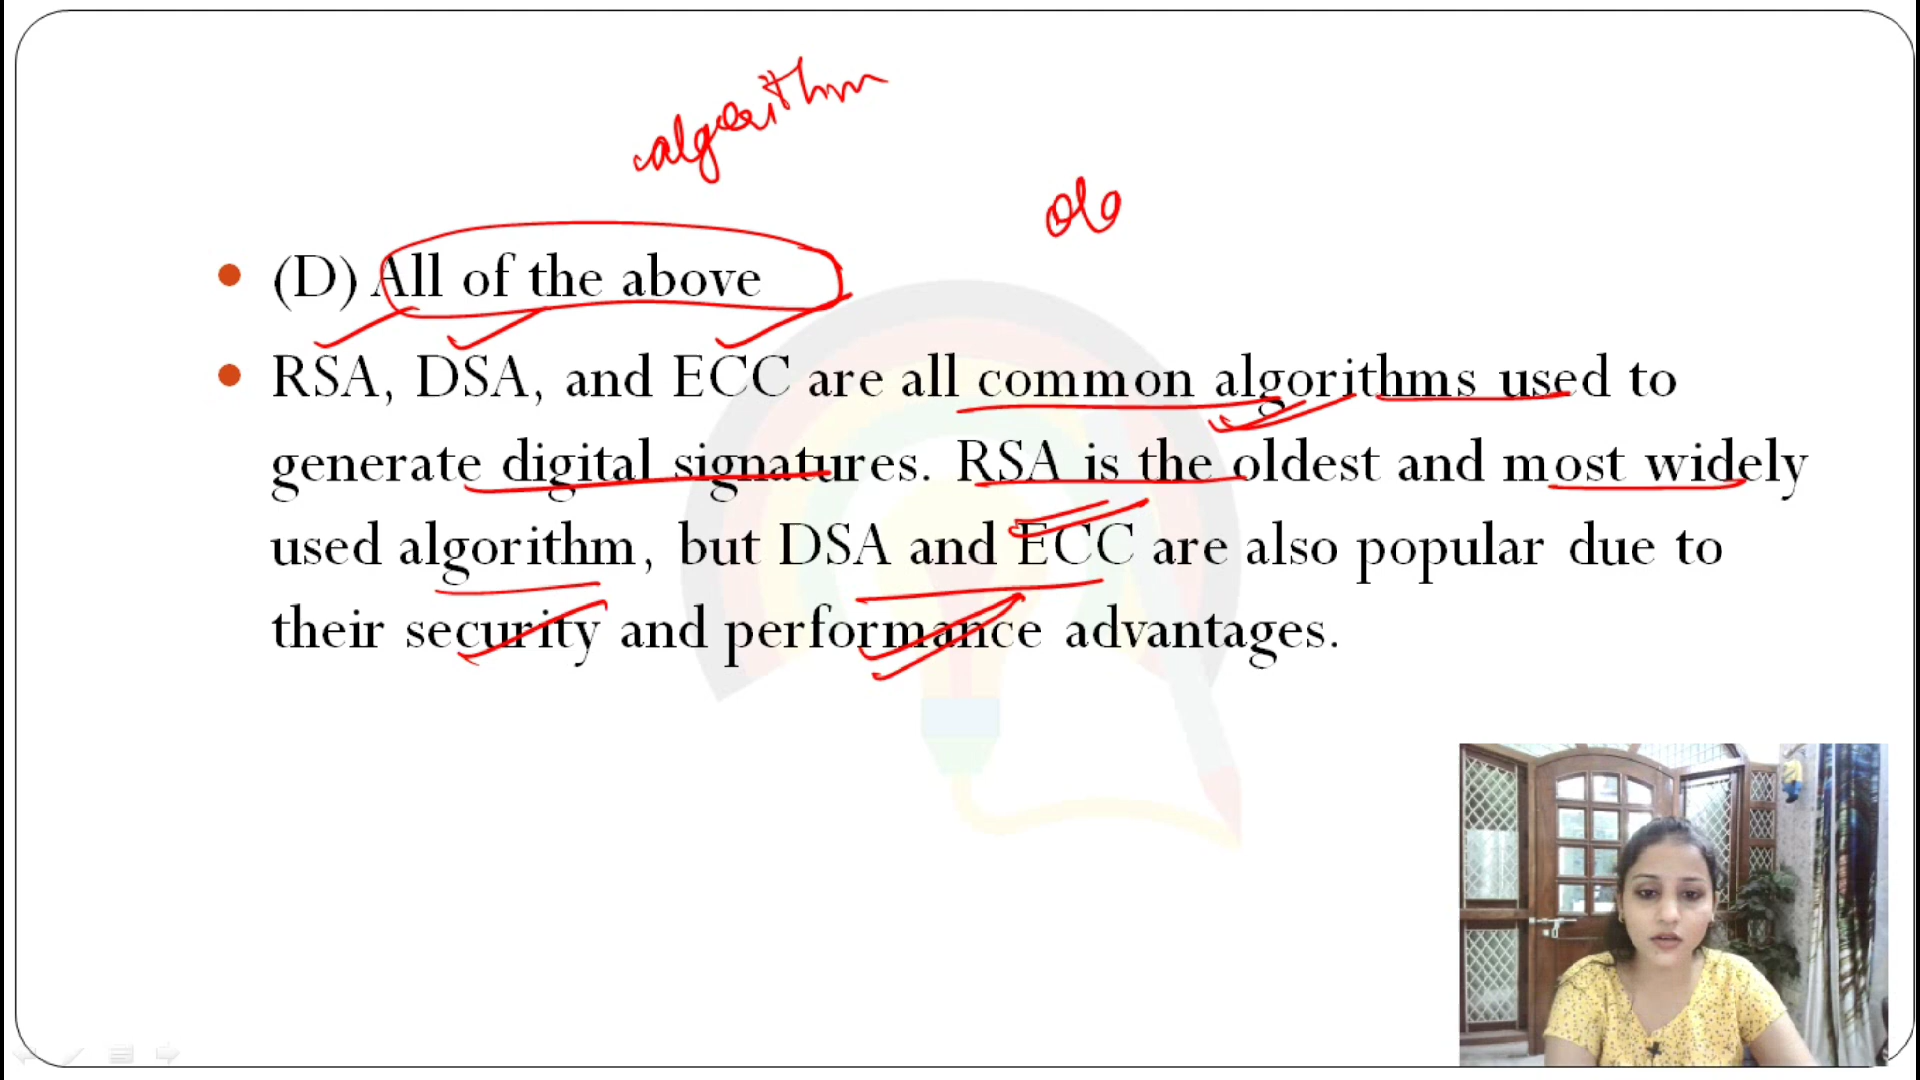 algorithm
(D) All of the above
RSA, DSA, and ECC are all common algorithms used to
generate digital signatures. RSA is the oldest and most widely
used algorithm, but DSA and ECC are also popular due to
their security and performance advantages.